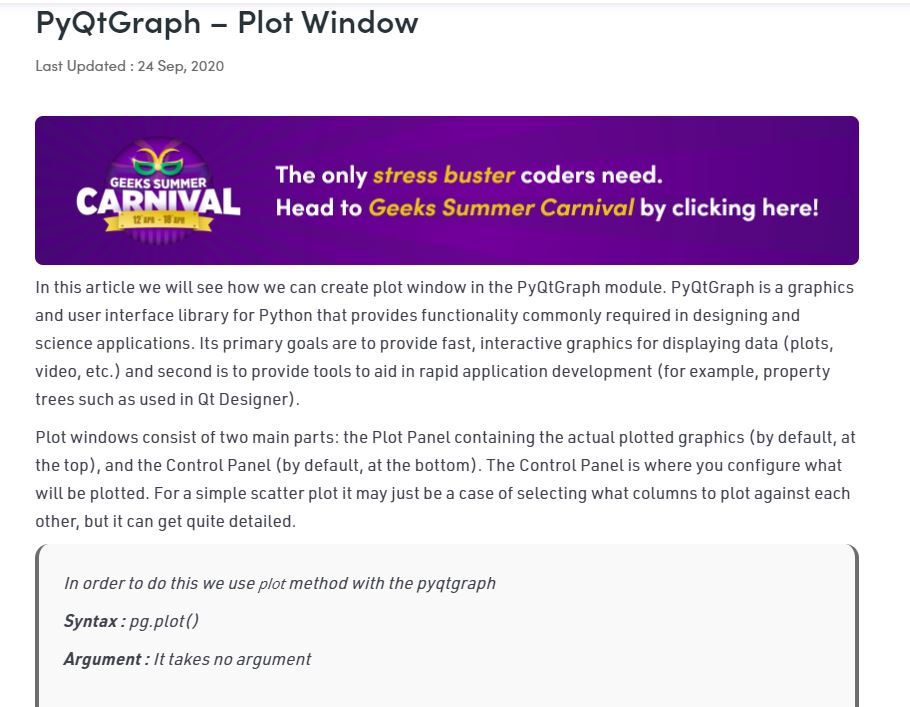 PyQtGraph – Plot Window
Last Updated : 24 Sep, 2020
GEEKS SUMMER
CARNIVAL
12 APR - 18 APR
The only stress buster coders need.
Head to Geeks Summer Carnival by clicking here!
In this article we will see how we can create plot window in the PyQtGraph module. PyQtGraph is a graphics
and user interface library for Python that provides functionality commonly required in designing and
science applications. Its primary goals are to provide fast, interactive graphics for displaying data (plots,
video, etc.) and second is to provide tools to aid in rapid application development (for example, property
trees such as used in Qt Designer).
Plot windows consist of two main parts: the Plot Panel containing the actual plotted graphics (by default, at
the top), and the Control Panel (by default, at the bottom). The Control Panel is where you configure what
will be plotted. For a simple scatter plot it may just be a case of selecting what columns to plot against each
other, but it can get quite detailed.
In order to do this we use plot method with the pyqtgraph
Syntax : pg.plot()
Argument : It takes no argument